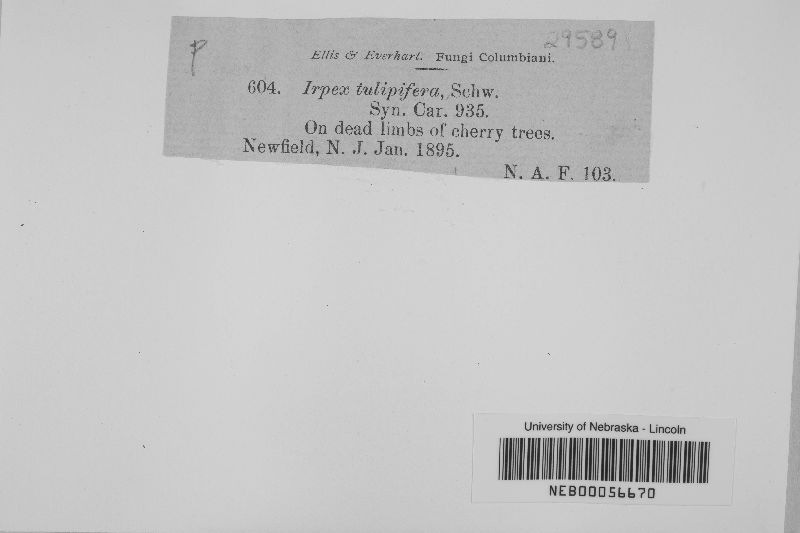 p
29589
Ellis & Everhart. Fungi Columbiani.
604. Irpex tulipifera, Schw.
Syn. Car. 935.
On dead limbs of cherry trees.
Newfield, N. J. Jan. 1895.
N. A. F. 103.
University of Nebraska - Lincoln
NEB00056670